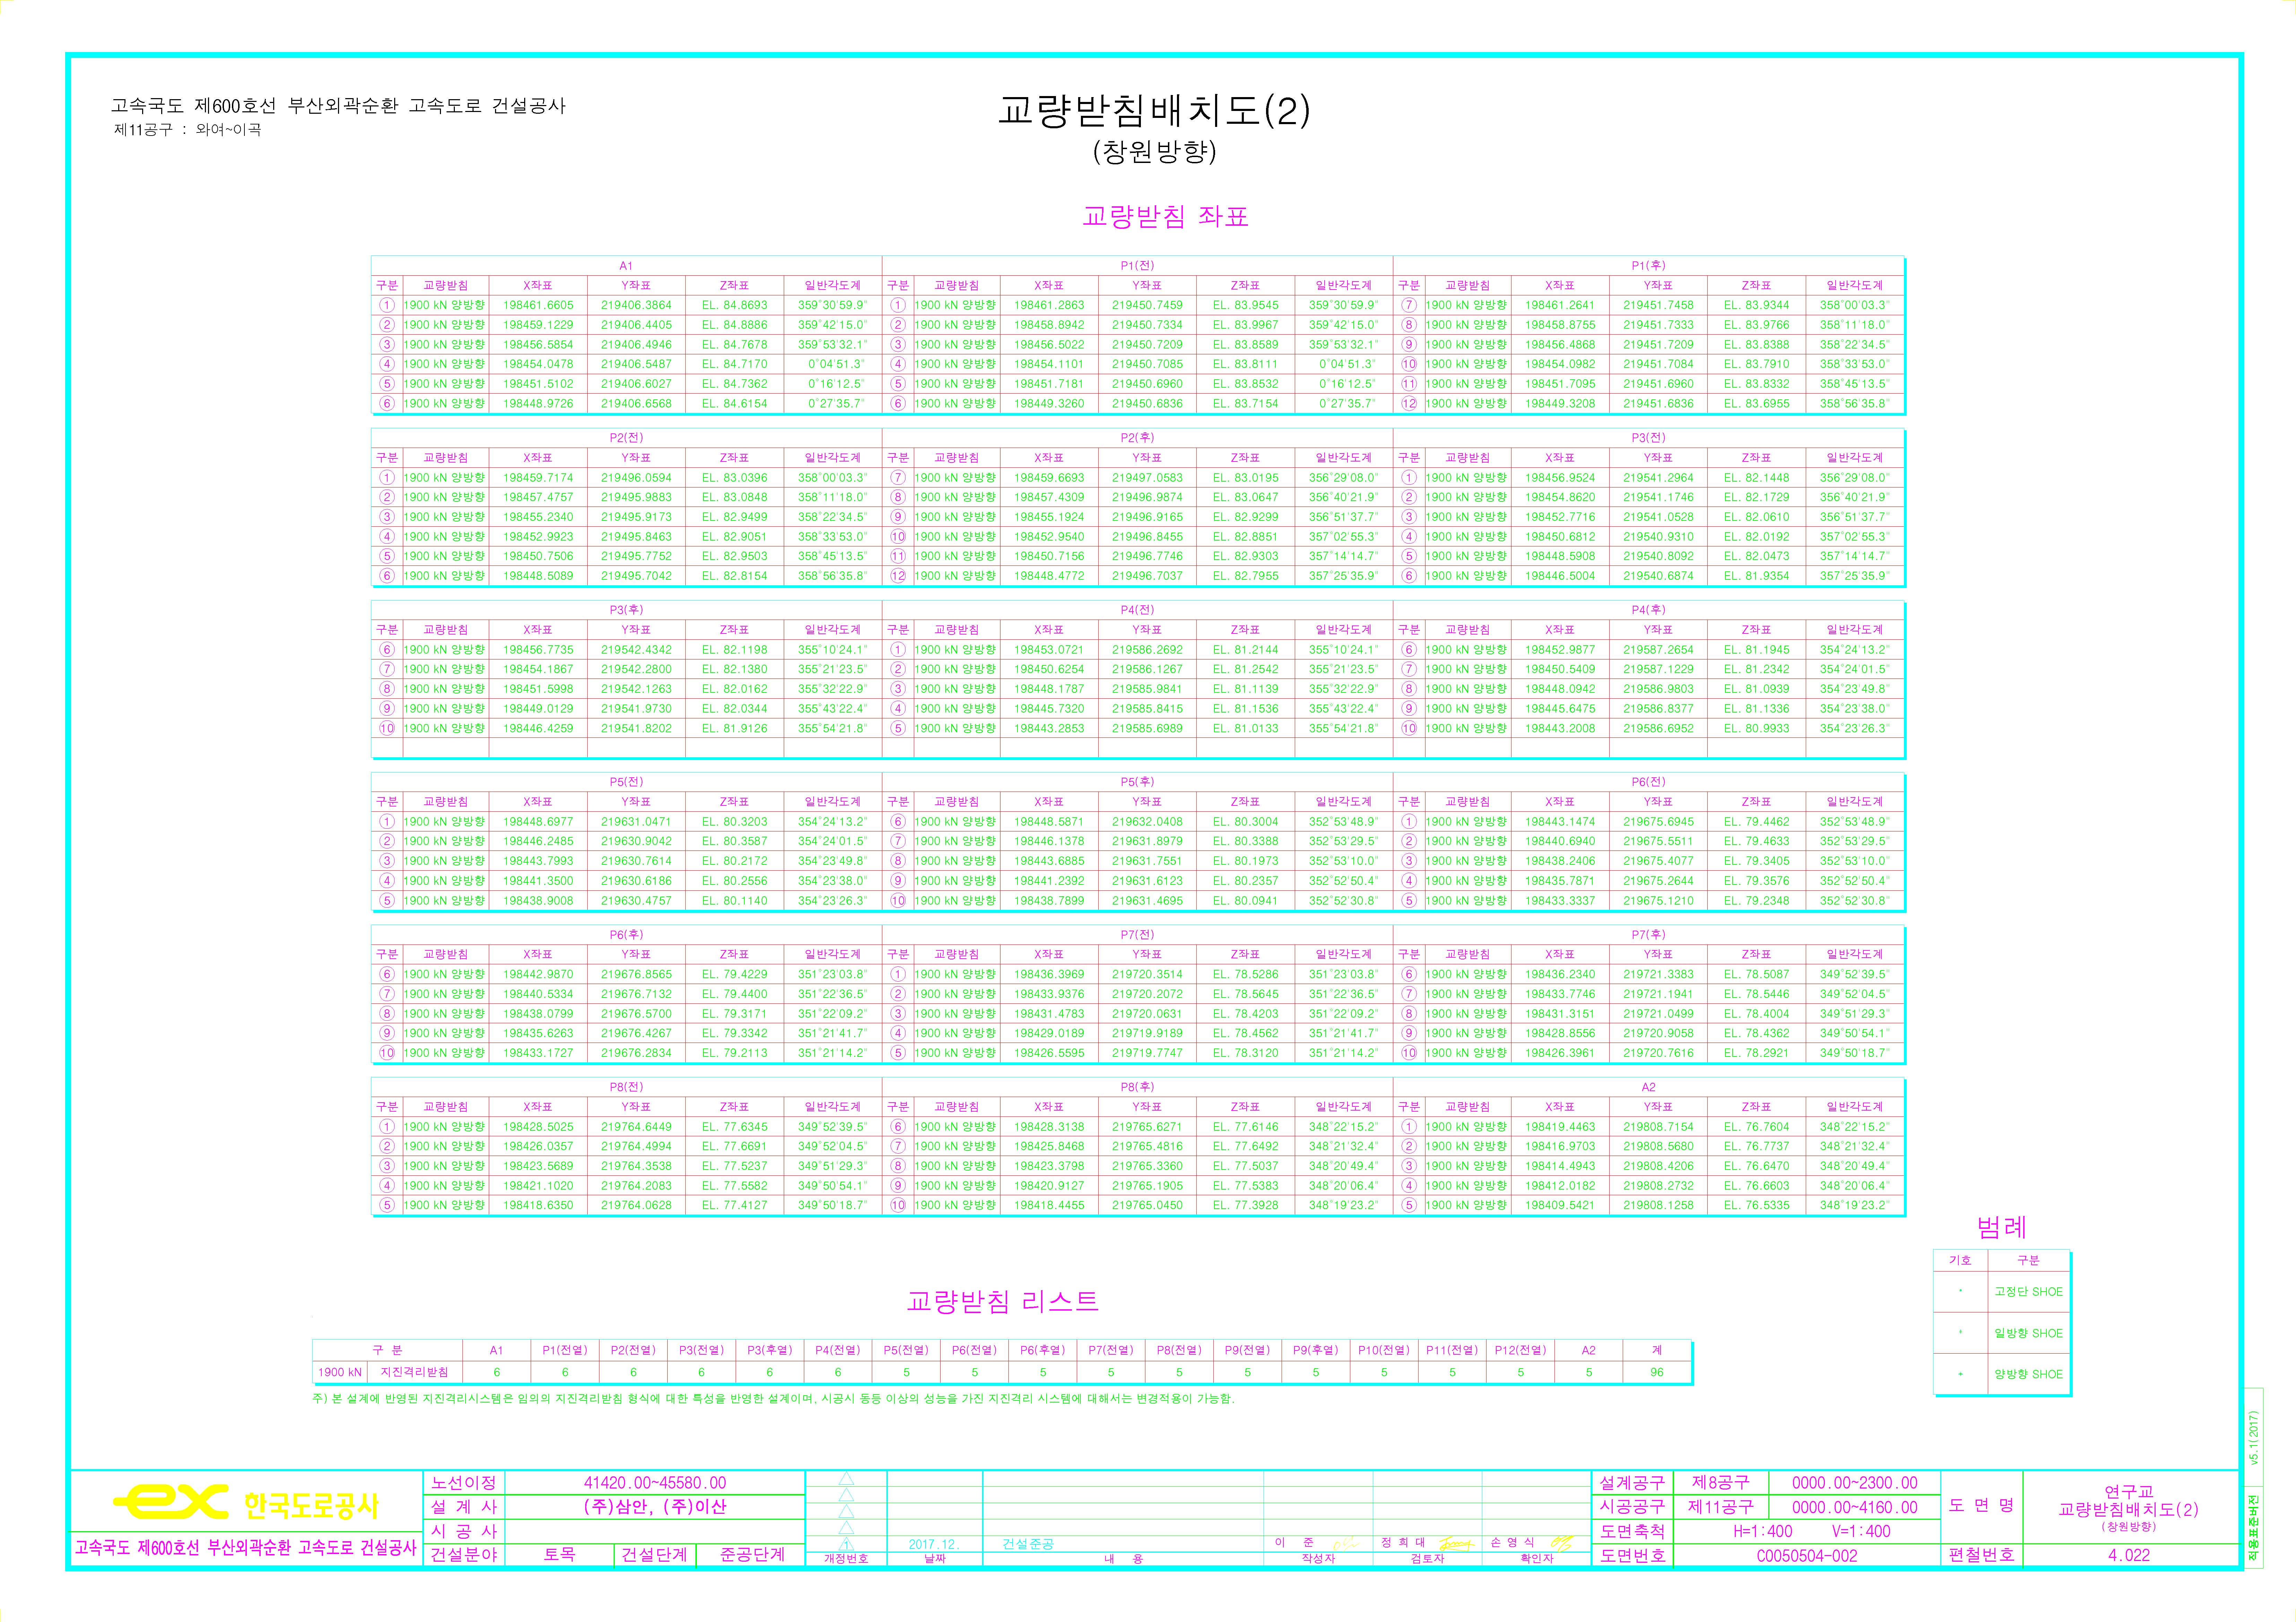 고속국도 제600호선 부산외곽순환 고속도로 건설공사
제11공구 : 와여~이곡
교량받침배치도(2)
(창원방향)
교량받침 좌표
A1 P1(전) P1(후)
구분 교량받침 X좌표 Y좌표 Z좌표 일반각도계 구분 교량받침 X좌표 Y좌표 Z좌표 일반각도계 구분 교량받침 X좌표 Y좌표 Z좌표 일반각도계
① 1900 kN 양방향 198461.6605 219406.3864 EL. 84.8693 359°30'59.9" ① 1900 kN 양방향 198461.2863 219450.7459 EL. 83.9545 359°30'59.9" ⑦ 1900 kN 양방향 198461.2641 219451.7458 EL. 83.9344 358°00'03.3"
② 1900 kN 양방향 198459.1229 219406.4405 EL. 84.8886 359°42'15.0" ② 1900 kN 양방향 198458.8942 219450.7334 EL. 83.9967 359°42'15.0" ⑧ 1900 kN 양방향 198458.8755 219451.7333 EL. 83.9766 358°11'18.0"
③ 1900 kN 양방향 198456.5854 219406.4946 EL. 84.7678 359°53'32.1" ③ 1900 kN 양방향 198456.5022 219450.7209 EL. 83.8589 359°53'32.1" ⑨ 1900 kN 양방향 198456.4868 219451.7209 EL. 83.8388 358°22'34.5"
④ 1900 kN 양방향 198454.0478 219406.5487 EL. 84.7170 0°04'51.3" ④ 1900 kN 양방향 198454.1101 219450.7085 EL. 83.8111 0°04'51.3" ⑩ 1900 kN 양방향 198454.0982 219451.7084 EL. 83.7910 358°33'53.0"
⑤ 1900 kN 양방향 198451.5102 219406.6027 EL. 84.7362 0°16'12.5" ⑤ 1900 kN 양방향 198451.7181 219450.6960 EL. 83.8532 0°16'12.5" ⑪ 1900 kN 양방향 198451.7095 219451.6960 EL. 83.8332 358°45'13.5"
⑥ 1900 kN 양방향 198448.9726 219406.6568 EL. 84.6154 0°27'35.7" ⑥ 1900 kN 양방향 198449.3260 219450.6836 EL. 83.7154 0°27'35.7" ⑫ 1900 kN 양방향 198449.3208 219451.6836 EL. 83.6955 358°56'35.8"
P2(전) P2(후) P3(전)
구분 교량받침 X좌표 Y좌표 Z좌표 일반각도계 구분 교량받침 X좌표 Y좌표 Z좌표 일반각도계 구분 교량받침 X좌표 Y좌표 Z좌표 일반각도계
① 1900 kN 양방향 198459.7174 219496.0594 EL. 83.0396 358°00'03.3" ⑦ 1900 kN 양방향 198459.6693 219497.0583 EL. 83.0195 356°29'08.0" ① 1900 kN 양방향 198456.9524 219541.2964 EL. 82.1448 356°29'08.0"
② 1900 kN 양방향 198457.4757 219495.9883 EL. 83.0848 358°11'18.0" ⑧ 1900 kN 양방향 198457.4309 219496.9874 EL. 83.0647 356°40'21.9" ② 1900 kN 양방향 198454.8620 219541.1746 EL. 82.1729 356°40'21.9"
③ 1900 kN 양방향 198455.2340 219495.9173 EL. 82.9499 358°22'34.5" ⑨ 1900 kN 양방향 198455.1924 219496.9165 EL. 82.9299 356°51'37.7" ③ 1900 kN 양방향 198452.7716 219541.0528 EL. 82.0610 356°51'37.7"
④ 1900 kN 양방향 198452.9923 219495.8463 EL. 82.9051 358°33'53.0" ⑩ 1900 kN 양방향 198452.9540 219496.8455 EL. 82.8851 357°02'55.3" ④ 1900 kN 양방향 198450.6812 219540.9310 EL. 82.0192 357°02'55.3"
⑤ 1900 kN 양방향 198450.7506 219495.7752 EL. 82.9503 358°45'13.5" ⑪ 1900 kN 양방향 198450.7156 219496.7746 EL. 82.9303 357°14'14.7" ⑤ 1900 kN 양방향 198448.5908 219540.8092 EL. 82.0473 357°14'14.7"
⑥ 1900 kN 양방향 198448.5089 219495.7042 EL. 82.8154 358°56'35.8" ⑫ 1900 kN 양방향 198448.4772 219496.7037 EL. 82.7955 357°25'35.9" ⑥ 1900 kN 양방향 198446.5004 219540.6874 EL. 81.9354 357°25'35.9"
P3(후) P4(전) P4(후)
구분 교량받침 X좌표 Y좌표 Z좌표 일반각도계 구분 교량받침 X좌표 Y좌표 Z좌표 일반각도계 구분 교량받침 X좌표 Y좌표 Z좌표 일반각도계
⑥ 1900 kN 양방향 198456.7735 219542.4342 EL. 82.1198 355°10'24.1" ① 1900 kN 양방향 198453.0721 219586.2692 EL. 81.2144 355°10'24.1" ⑥ 1900 kN 양방향 198452.9877 219587.2654 EL. 81.1945 354°24'13.2"
⑦ 1900 kN 양방향 198454.1867 219542.2800 EL. 82.1380 355°21'23.5" ② 1900 kN 양방향 198450.6254 219586.1267 EL. 81.2542 355°21'23.5" ⑦ 1900 kN 양방향 198450.5409 219587.1229 EL. 81.2342 354°24'01.5"
⑧ 1900 kN 양방향 198451.5998 219542.1263 EL. 82.0162 355°32'22.9" ③ 1900 kN 양방향 198448.1787 219585.9841 EL. 81.1139 355°32'22.9" ⑧ 1900 kN 양방향 198448.0942 219586.9803 EL. 81.0939 354°23'49.8"
⑨ 1900 kN 양방향 198449.0129 219541.9730 EL. 82.0344 355°43'22.4" ④ 1900 kN 양방향 198445.7320 219585.8415 EL. 81.1536 355°43'22.4" ⑨ 1900 kN 양방향 198445.6475 219586.8377 EL. 81.1336 354°23'38.0"
⑩ 1900 kN 양방향 198446.4259 219541.8202 EL. 81.9126 355°54'21.8" ⑤ 1900 kN 양방향 198443.2853 219585.6989 EL. 81.0133 355°54'21.8" ⑩ 1900 kN 양방향 198443.2008 219586.6952 EL. 80.9933 354°23'26.3"
P5(전) P5(후) P6(전)
구분 교량받침 X좌표 Y좌표 Z좌표 일반각도계 구분 교량받침 X좌표 Y좌표 Z좌표 일반각도계 구분 교량받침 X좌표 Y좌표 Z좌표 일반각도계
① 1900 kN 양방향 198448.6977 219631.0471 EL. 80.3203 354°24'13.2" ⑥ 1900 kN 양방향 198448.5871 219632.0408 EL. 80.3004 352°53'48.9" ① 1900 kN 양방향 198443.1474 219675.6945 EL. 79.4462 352°53'48.9"
② 1900 kN 양방향 198446.2485 219630.9042 EL. 80.3587 354°24'01.5" ⑦ 1900 kN 양방향 198446.1378 219631.8979 EL. 80.3388 352°53'29.5" ② 1900 kN 양방향 198440.6940 219675.5511 EL. 79.4633 352°53'29.5"
③ 1900 kN 양방향 198443.7993 219630.7614 EL. 80.2172 354°23'49.8" ⑧ 1900 kN 양방향 198443.6885 219631.7551 EL. 80.1973 352°53'10.0" ③ 1900 kN 양방향 198438.2406 219675.4077 EL. 79.3405 352°53'10.0"
④ 1900 kN 양방향 198441.3500 219630.6186 EL. 80.2556 354°23'38.0" ⑨ 1900 kN 양방향 198441.2392 219631.6123 EL. 80.2357 352°52'50.4" ④ 1900 kN 양방향 198435.7871 219675.2644 EL. 79.3576 352°52'50.4"
⑤ 1900 kN 양방향 198438.9008 219630.4757 EL. 80.1140 354°23'26.3" ⑩ 1900 kN 양방향 198438.7899 219631.4695 EL. 80.0941 352°52'30.8" ⑤ 1900 kN 양방향 198433.3337 219675.1210 EL. 79.2348 352°52'30.8"
P6(후) P7(전) P7(후)
구분 교량받침 X좌표 Y좌표 Z좌표 일반각도계 구분 교량받침 X좌표 Y좌표 Z좌표 일반각도계 구분 교량받침 X좌표 Y좌표 Z좌표 일반각도계
⑥ 1900 kN 양방향 198442.9870 219676.8565 EL. 79.4229 351°23'03.8" ① 1900 kN 양방향 198436.3969 219720.3514 EL. 78.5286 351°23'03.8" ⑥ 1900 kN 양방향 198436.2340 219721.3383 EL. 78.5087 349°52'39.5"
⑦ 1900 kN 양방향 198440.5334 219676.7132 EL. 79.4400 351°22'36.5" ② 1900 kN 양방향 198433.9376 219720.2072 EL. 78.5645 351°22'36.5" ⑦ 1900 kN 양방향 198433.7746 219721.1941 EL. 78.5446 349°52'04.5"
⑧ 1900 kN 양방향 198438.0799 219676.5700 EL. 79.3171 351°22'09.2" ③ 1900 kN 양방향 198431.4783 219720.0631 EL. 78.4203 351°22'09.2" ⑧ 1900 kN 양방향 198431.3151 219721.0499 EL. 78.4004 349°51'29.3"
⑨ 1900 kN 양방향 198435.6263 219676.4267 EL. 79.3342 351°21'41.7" ④ 1900 kN 양방향 198429.0189 219719.9189 EL. 78.4562 351°21'41.7" ⑨ 1900 kN 양방향 198428.8556 219720.9058 EL. 78.4362 349°50'54.1"
⑩ 1900 kN 양방향 198433.1727 219676.2834 EL. 79.2113 351°21'14.2" ⑤ 1900 kN 양방향 198426.5595 219719.7747 EL. 78.3120 351°21'14.2" ⑩ 1900 kN 양방향 198426.3961 219720.7616 EL. 78.2921 349°50'18.7"
P8(전) P8(후) A2
구분 교량받침 X좌표 Y좌표 Z좌표 일반각도계 구분 교량받침 X좌표 Y좌표 Z좌표 일반각도계 구분 교량받침 X좌표 Y좌표 Z좌표 일반각도계
① 1900 kN 양방향 198428.5025 219764.6449 EL. 77.6345 349°52'39.5" ⑥ 1900 kN 양방향 198428.3138 219765.6271 EL. 77.6146 348°22'15.2" ① 1900 kN 양방향 198419.4463 219808.7154 EL. 76.7604 348°22'15.2"
② 1900 kN 양방향 198426.0357 219764.4994 EL. 77.6691 349°52'04.5" ⑦ 1900 kN 양방향 198425.8468 219765.4816 EL. 77.6492 348°21'32.4" ② 1900 kN 양방향 198416.9703 219808.5680 EL. 76.7737 348°21'32.4"
③ 1900 kN 양방향 198423.5689 219764.3538 EL. 77.5237 349°51'29.3" ⑧ 1900 kN 양방향 198423.3798 219765.3360 EL. 77.5037 348°20'49.4" ③ 1900 kN 양방향 198414.4943 219808.4206 EL. 76.6470 348°20'49.4"
④ 1900 kN 양방향 198421.1020 219764.2083 EL. 77.5582 349°50'54.1" ⑨ 1900 kN 양방향 198420.9127 219765.1905 EL. 77.5383 348°20'06.4" ④ 1900 kN 양방향 198412.0182 219808.2732 EL. 76.6603 348°20'06.4"
⑤ 1900 kN 양방향 198418.6350 219764.0628 EL. 77.4127 349°50'18.7" ⑩ 1900 kN 양방향 198418.4455 219765.0450 EL. 77.3928 348°19'23.2" ⑤ 1900 kN 양방향 198409.5421 219808.1258 EL. 76.5335 348°19'23.2"
범례
기호 구분
고정단 SHOE
일방향 SHOE
양방향 SHOE
교량받침 리스트
구 분 A1 P1(전열) P2(전열) P3(전열) P3(후열) P4(전열) P5(전열) P6(전열) P6(후열) P7(전열) P8(전열) P9(전열) P9(후열) P10(전열) P11(전열) P12(전열) A2 계
1900 kN 지진격리받침 6 6 6 6 6 6 5 5 5 5 5 5 5 5 5 5 5 96
주) 본 설계에 반영된 지진격리시스템은 임의의 지진격리받침 형식에 대한 특성을 반영한 설계이며, 시공시 동등 이상의 성능을 가진 지진격리 시스템에 대해서는 변경적용이 가능함.
v5.1(2017)
적용표준버전
ex 한국도로공사
고속국도 제600호선 부산외곽순환 고속도로 건설공사
노선이정 41420.00~45580.00
설 계 사 (주)삼안, (주)이산
시 공 사
건설분야 토목 건설단계 준공단계
1 2017.12. 건설준공 이 준 정 희 대 손 영 식
개정번호 날짜 내 용 작성자 검토자 확인자
설계공구 제8공구 0000.00~2300.00
시공공구 제11공구 0000.00~4160.00
도면축척 H=1:400 V=1:400
도면번호 C0050504-002
도 면 명 연구교
교량받침배치도(2)
(창원방향)
편철번호 4.022